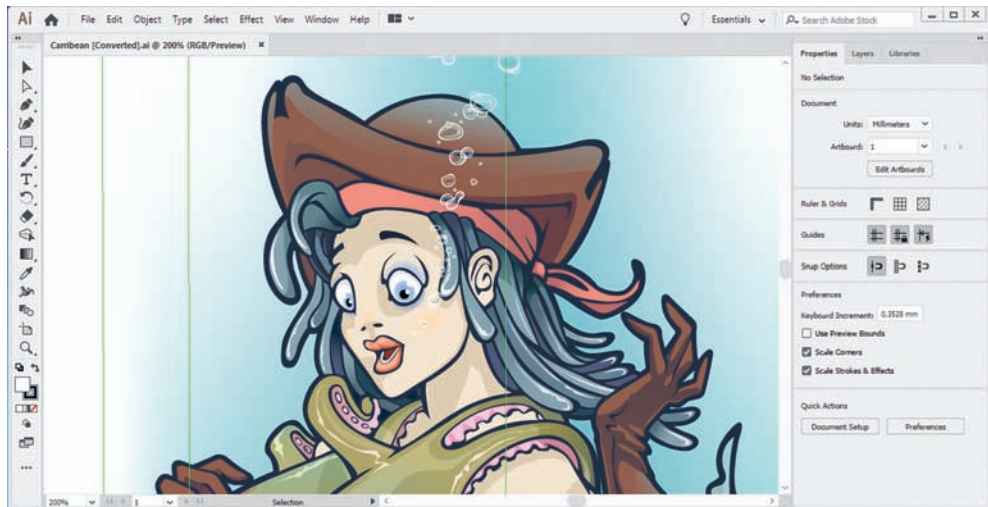 Ai File Edit Object Type Select Effect View Window Help Essentials Search Adobe Stock
Carribean [Converted].ai @ 200% (RGB/Preview)
Properties Layers Libraries
No Selection
Document
Units: Millimeters
Artboard: 1
Edit Artboards
Ruler & Grids
Guides
Snap Options
Preferences
Keyboard Increment: 0.3528 mm
Use Preview Bounds
Scale Corners
Scale Strokes & Effects
Quick Actions
Document Setup Preferences
200% 1 Selection